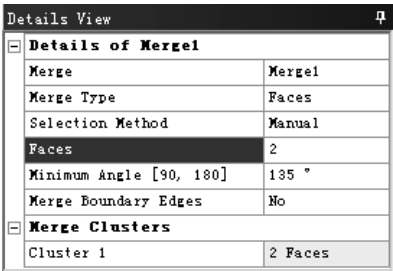 Details View
Details of Merge1
Merge Merge1
Merge Type Faces
Selection Method Manual
Faces 2
Minimum Angle [90, 180] 135 °
Merge Boundary Edges No
Merge Clusters
Cluster 1 2 Faces